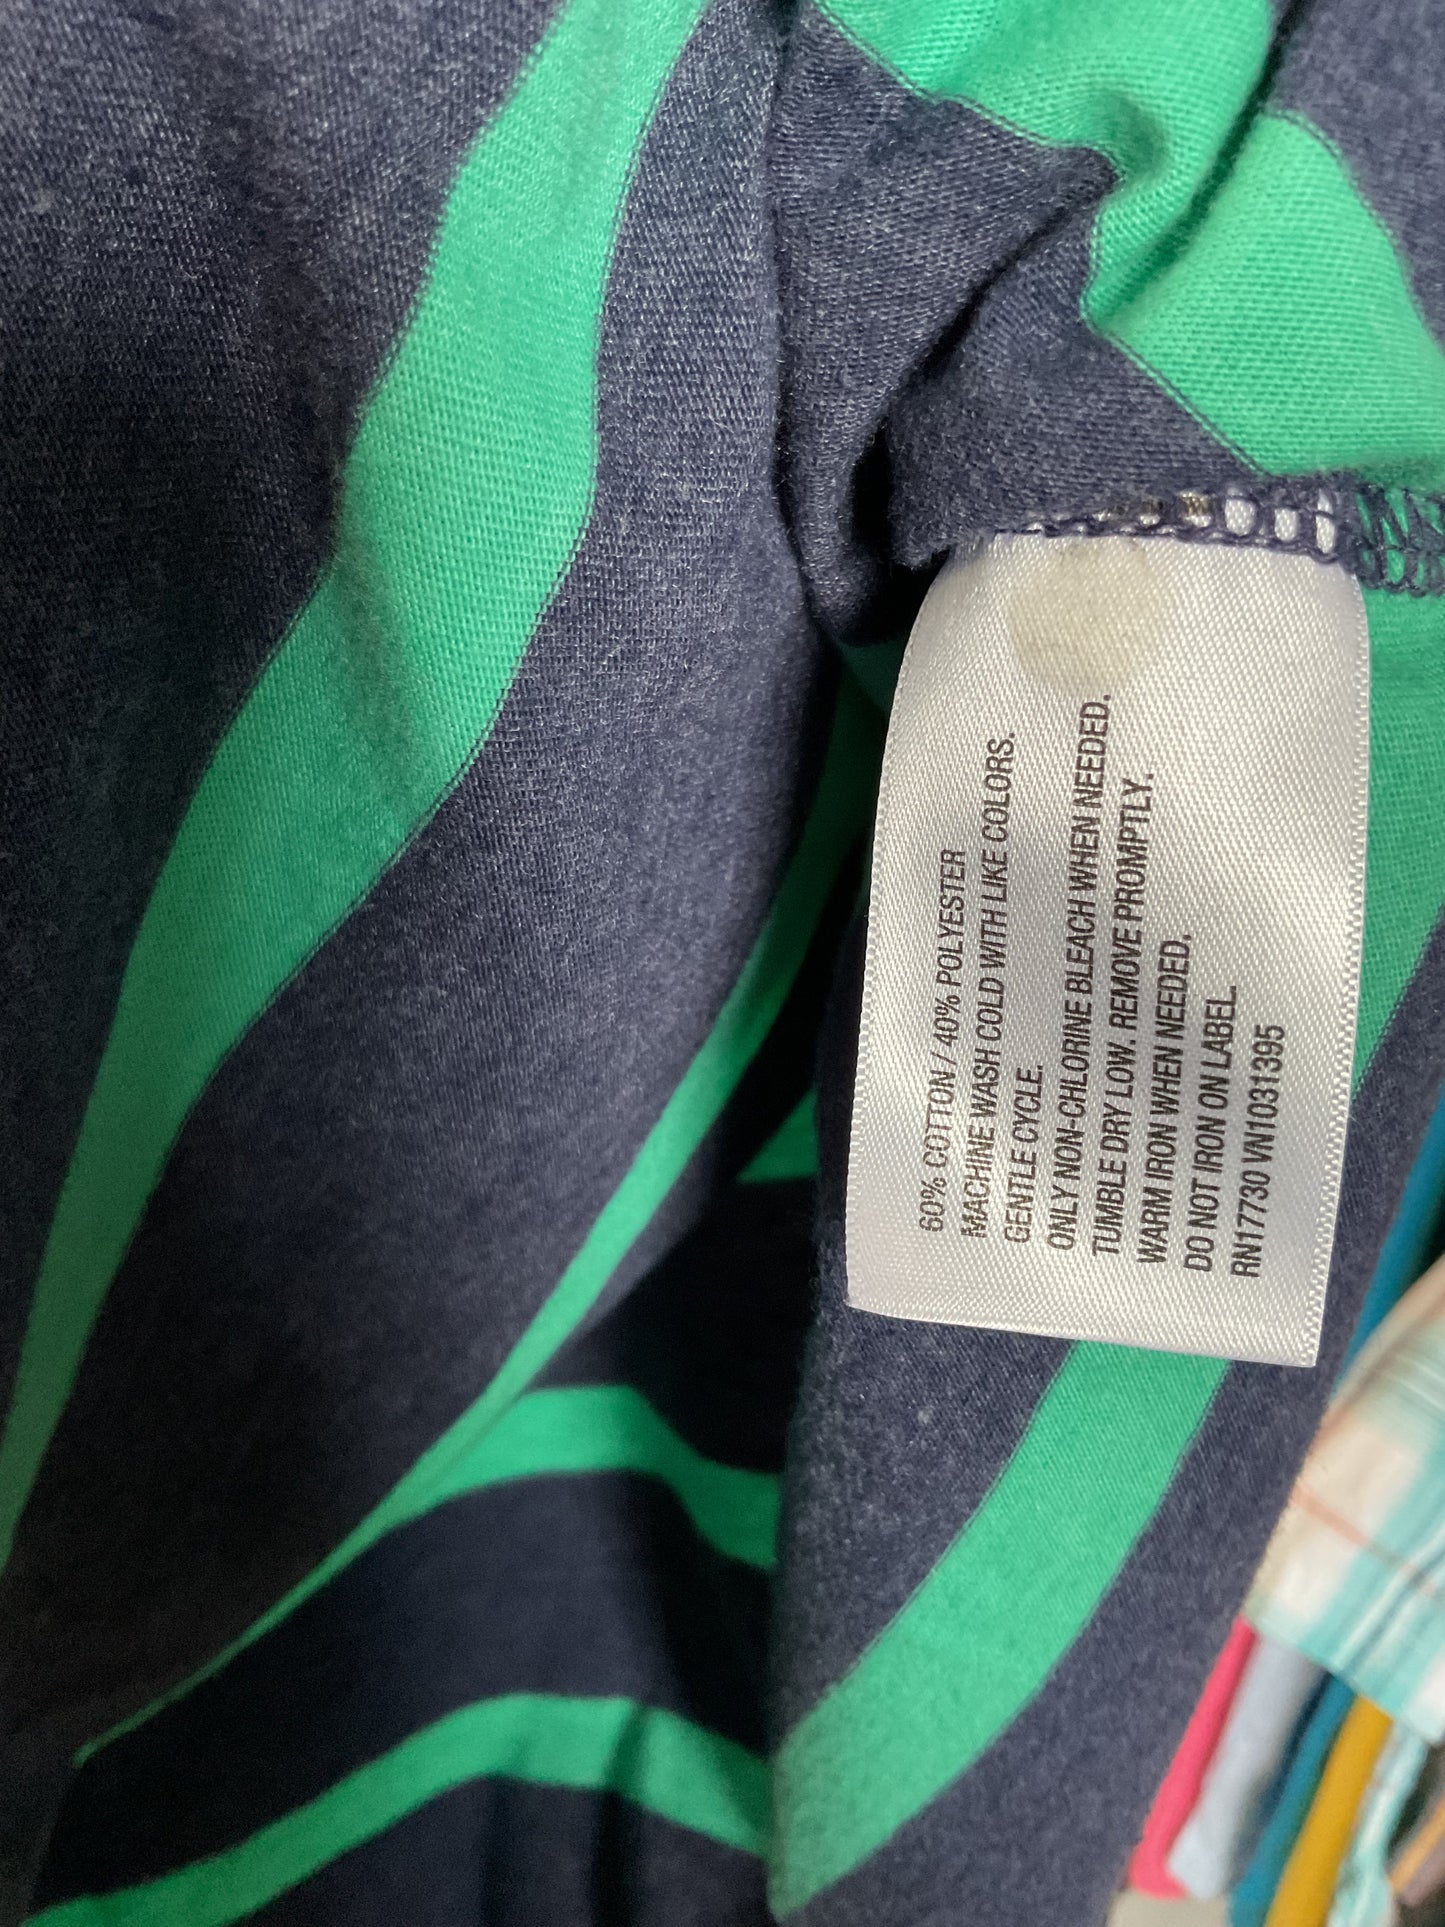 60% COTTON / 40% POLYESTER
MACHINE WASH COLD WITH LIKE COLORS.
GENTLE CYCLE.
ONLY NON-CHLORINE BLEACH WHEN NEEDED.
TUMBLE DRY LOW. REMOVE PROMPTLY.
WARM IRON WHEN NEEDED.
DO NOT IRON ON LABEL.
RN17730 VN1031395